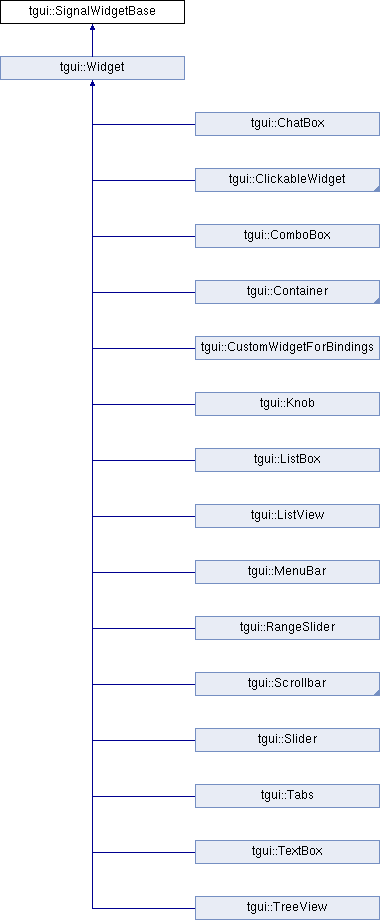 tgui::SignalWidgetBase
tgui::Widget
tgui::ChatBox
tgui::ClickableWidget
tgui::ComboBox
tgui::Container
tgui::CustomWidgetForBindings
tgui::Knob
tgui::ListBox
tgui::ListView
tgui::MenuBar
tgui::RangeSlider
tgui::Scrollbar
tgui::Slider
tgui::Tabs
tgui::TextBox
tgui::TreeView